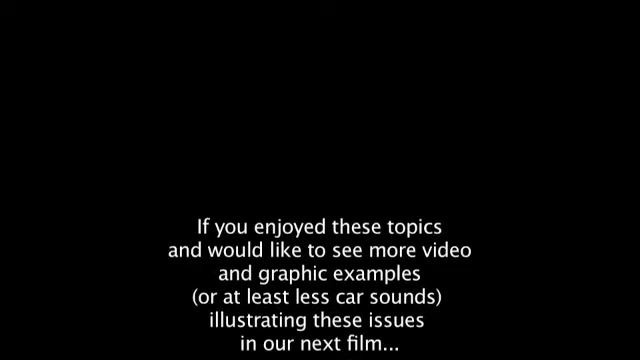 If you enjoyed these topics
and would like to see more video
and graphic examples
(or at least less car sounds)
illustrating these issues
in our next film...